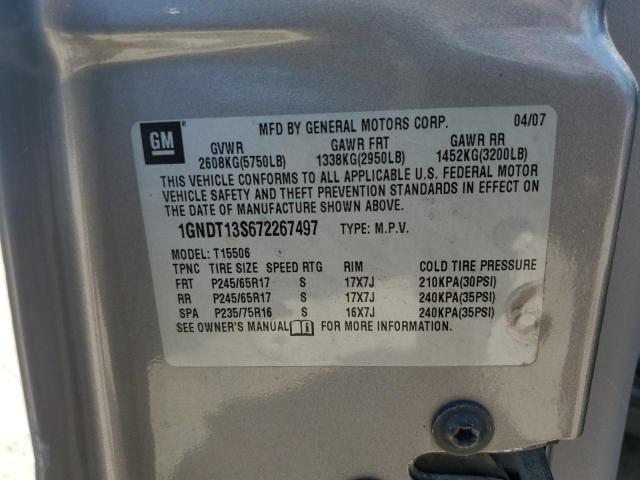 GM
MFD BY GENERAL MOTORS CORP. 04/07
GVWR GAWR FRT GAWR RR
2608KG(5750LB) 1338KG(2950LB) 1452KG(3200LB)
THIS VEHICLE CONFORMS TO ALL APPLICABLE U.S. FEDERAL MOTOR
VEHICLE SAFETY AND THEFT PREVENTION STANDARDS IN EFFECT ON
THE DATE OF MANUFACTURE SHOWN ABOVE.
1GNDT13S672267497 TYPE: M.P.V.
MODEL: T15506
TPNC TIRE SIZE SPEED RTG RIM COLD TIRE PRESSURE
FRT P245/65R17 S 17X7J 210KPA(30PSI)
RR P245/65R17 S 17X7J 240KPA(35PSI)
SPA P235/75R16 S 16X7J 240KPA(35PSI)
SEE OWNER'S MANUAL FOR MORE INFORMATION.